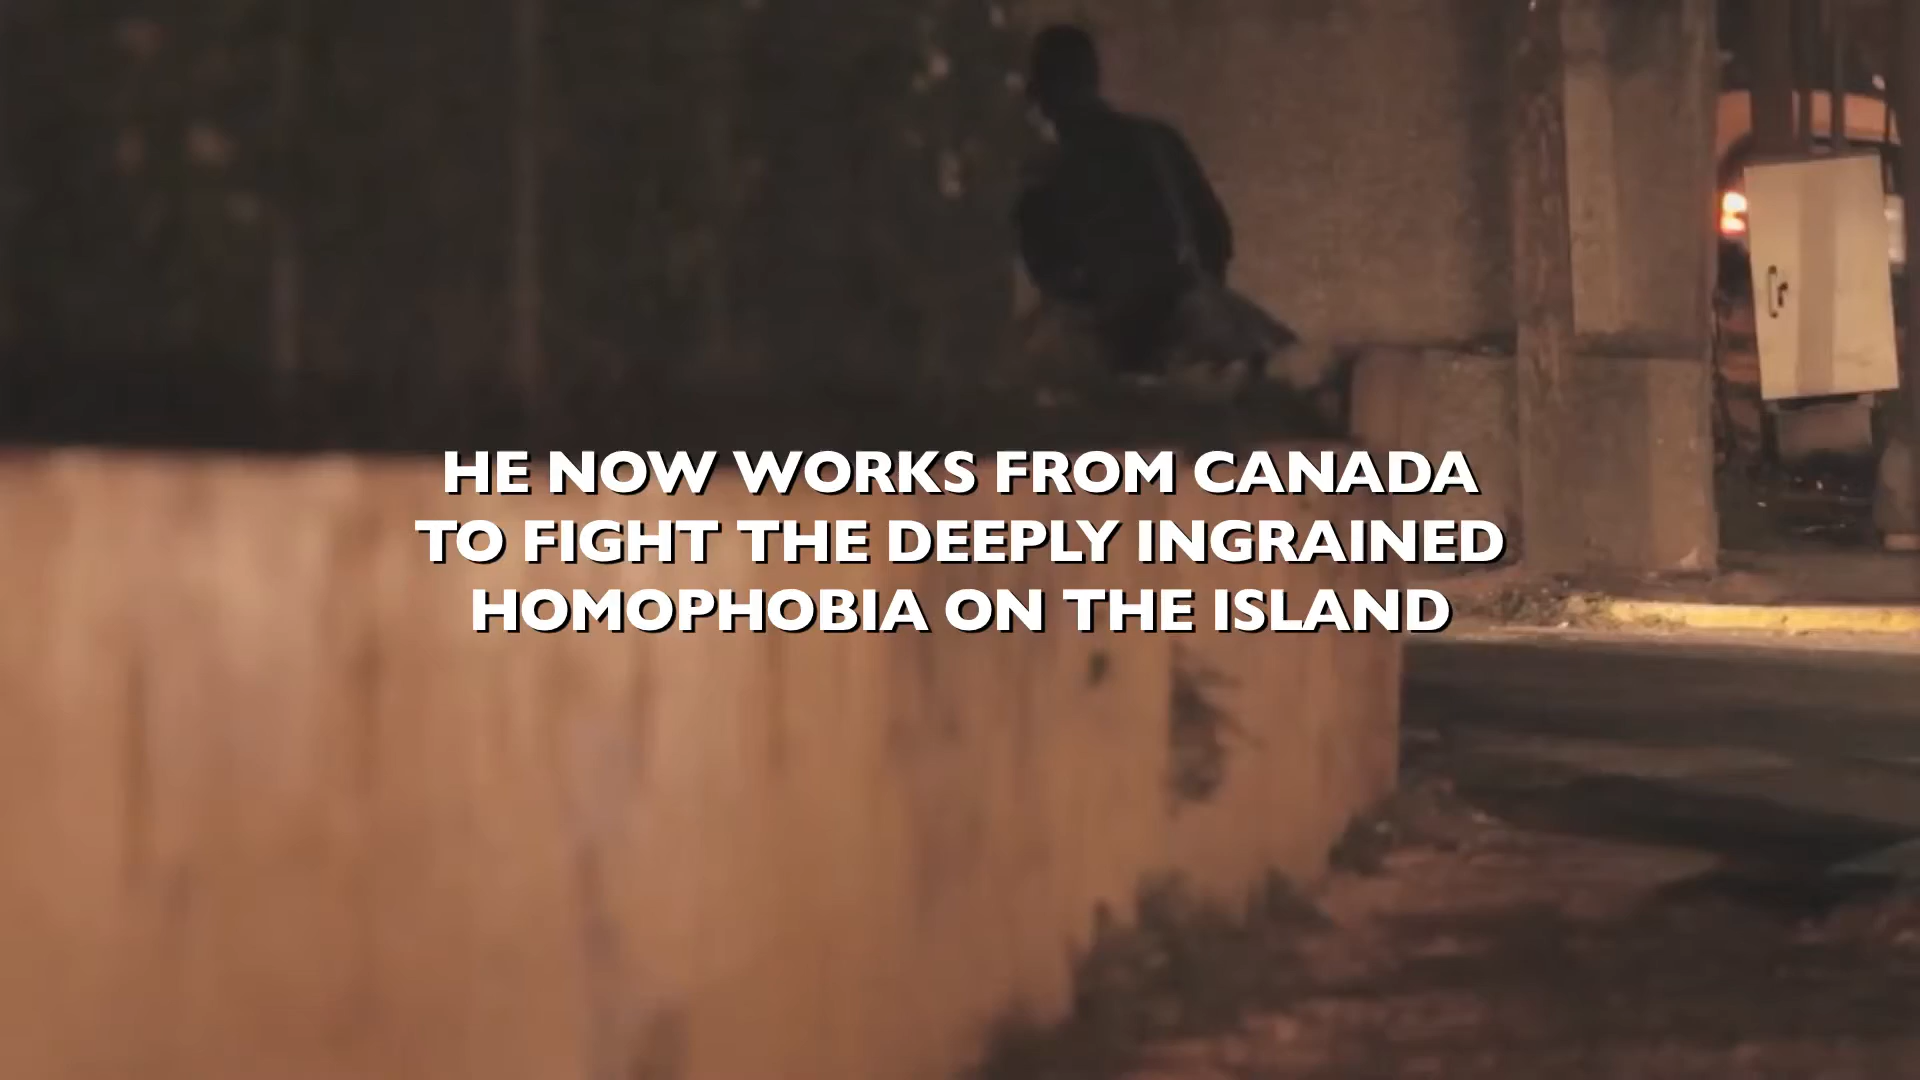 HE NOW WORKS FROM CANADA
TO FIGHT THE DEEPLY INGRAINED
HOMOPHOBIA ON THE ISLAND